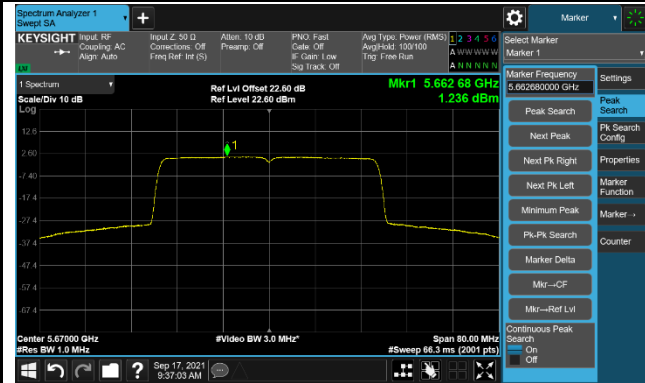 Spectrum Analyzer 1
Swept SA
Marker
KEYSIGHT
Input: RF
Coupling: AC
Align: Auto
Input Z: 50 Ω
Corrections: Off
Freq Ref: Int (S)
Atten: 10 dB
Preamp: Off
PNO: Fast
Gate: Off
IF Gain: Low
Sig Track: Off
Avg Type: Power (RMS)
Avg|Hold: 100/100
Trig: Free Run
1 2 3 4 5 6
A W W W W W
A N N N N N
Select Marker
Marker 1
1 Spectrum
Scale/Div 10 dB
Log
Ref Lvl Offset 22.60 dB
Ref Level 22.60 dBm
Mkr1 5.662 68 GHz
1.236 dBm
1
12.6
2.60
-7.40
-17.4
-27.4
-37.4
-47.4
-57.4
-67.4
Center 5.67000 GHz
#Res BW 1.0 MHz
#Video BW 3.0 MHz*
Span 80.00 MHz
#Sweep 66.3 ms (2001 pts)
Marker Frequency
5.662680000 GHz
Peak Search
Next Peak
Next Pk Right
Next Pk Left
Minimum Peak
Pk-Pk Search
Marker Delta
Mkr→CF
Mkr→Ref Lvl
Continuous Peak
Search
On
Off
Settings
Peak
Search
Pk Search
Config
Properties
Marker
Function
Marker→
Counter
Sep 17, 2021
9:37:03 AM